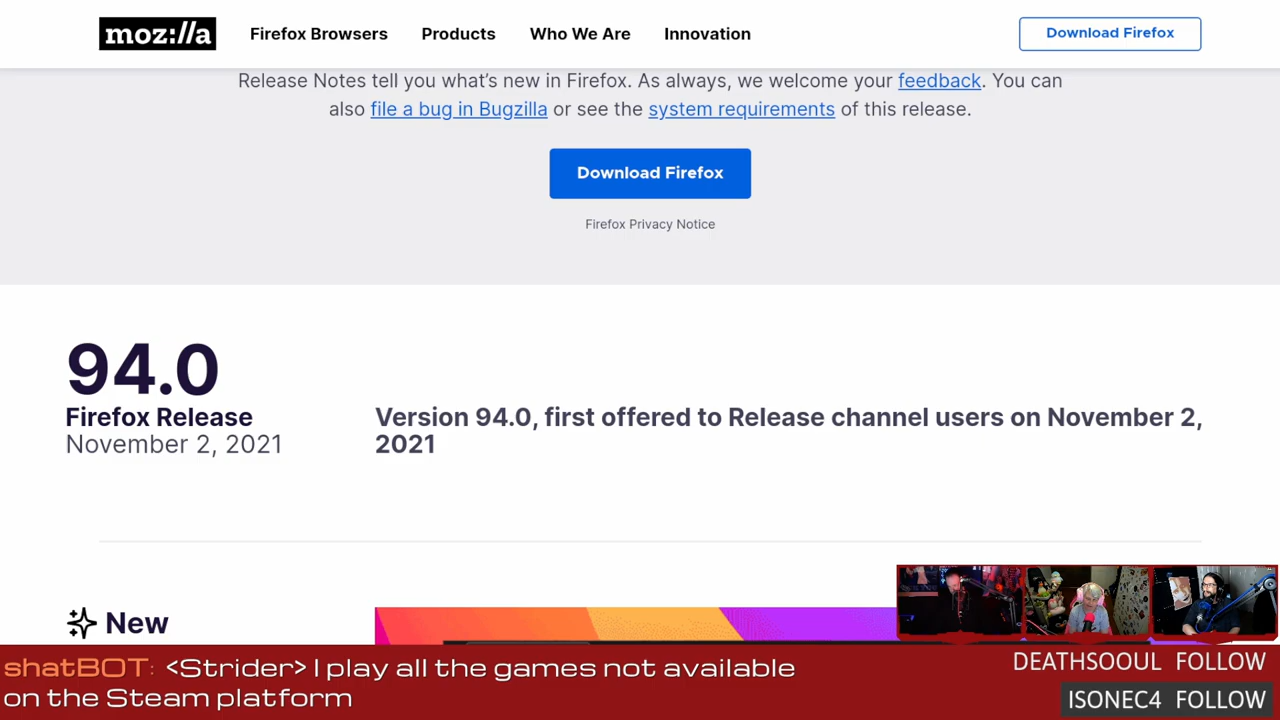 moz://a
Firefox Browsers Products Who We Are Innovation Download Firefox
Release Notes tell you what’s new in Firefox. As always, we welcome your feedback. You can
also file a bug in Bugzilla or see the system requirements of this release.
Download Firefox
Firefox Privacy Notice
94.0
Firefox Release
November 2, 2021
Version 94.0, first offered to Release channel users on November 2,
2021
New
shatBOT: <Strider> I play all the games not available
on the Steam platform
DEATHSOOUL FOLLOW
ISONEC4 FOLLOW